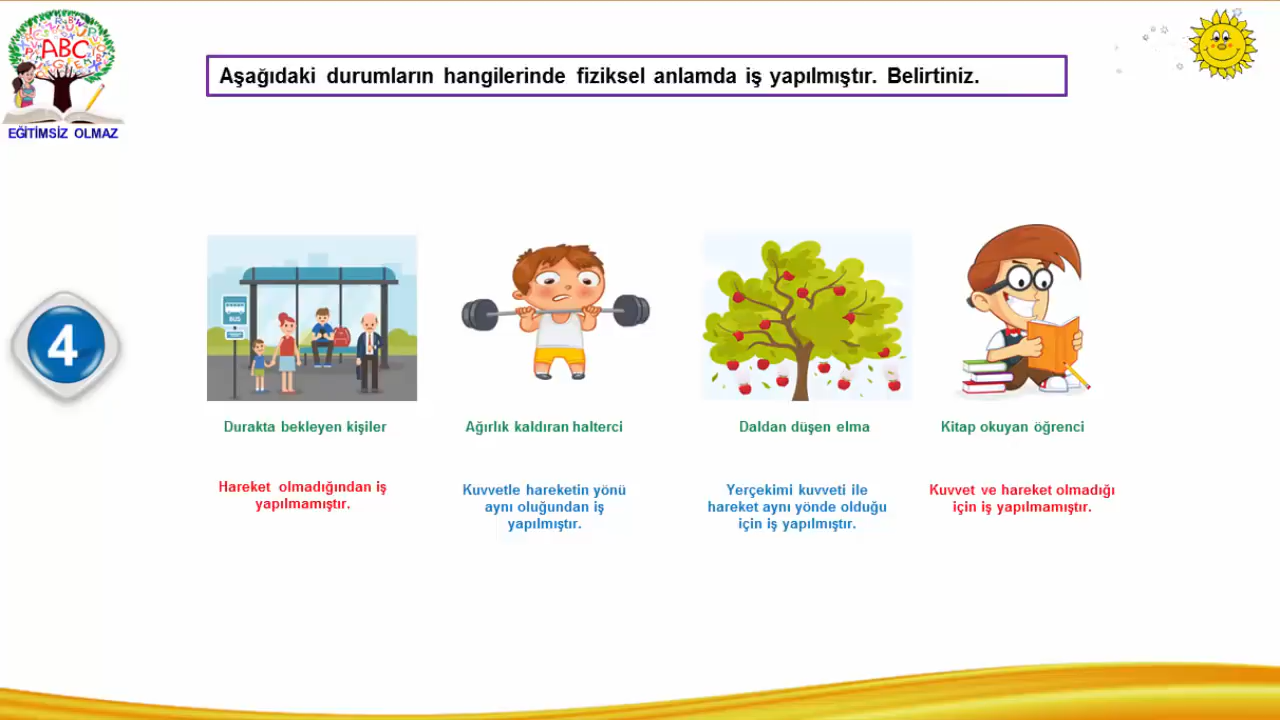 ABC
EĞİTİMSİZ OLMAZ
Aşağıdaki durumların hangilerinde fiziksel anlamda iş yapılmıştır. Belirtiniz.
4
BUS
Durakta bekleyen kişiler
Hareket olmadığından iş
yapılmamıştır.
Ağırlık kaldıran halterci
Kuvvetle hareketin yönü
aynı oluğundan iş
yapılmıştır.
Daldan düşen elma
Yerçekimi kuvveti ile
hareket aynı yönde olduğu
için iş yapılmıştır.
Kitap okuyan öğrenci
Kuvvet ve hareket olmadığı
için iş yapılmamıştır.